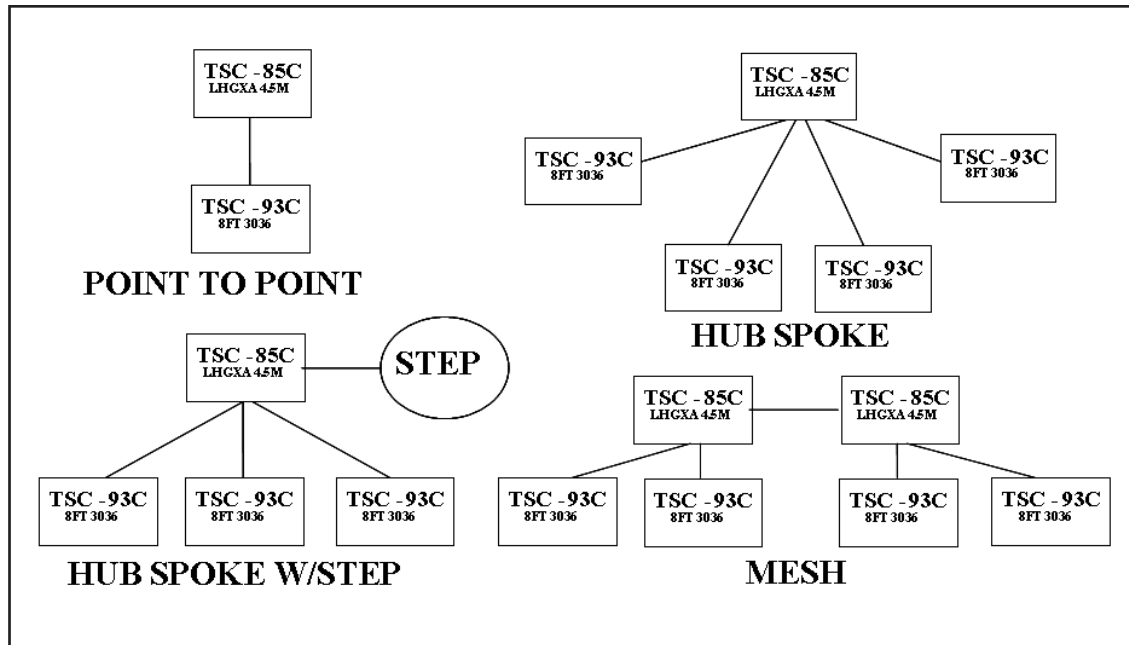 TSC -85C
LHGXA 4.5M
TSC -93C
8FT 3036
POINT TO POINT
TSC -85C
LHGXA 4.5M
TSC -93C
8FT 3036
TSC -93C
8FT 3036
TSC -93C
8FT 3036
TSC -93C
8FT 3036
HUB SPOKE
TSC -85C
LHGXA 4.5M
STEP
TSC -93C
8FT 3036
TSC -93C
8FT 3036
TSC -93C
8FT 3036
HUB SPOKE W/STEP
TSC -85C
LHGXA 4.5M
TSC -85C
LHGXA 4.5M
TSC -93C
8FT 3036
TSC -93C
8FT 3036
TSC -93C
8FT 3036
TSC -93C
8FT 3036
MESH